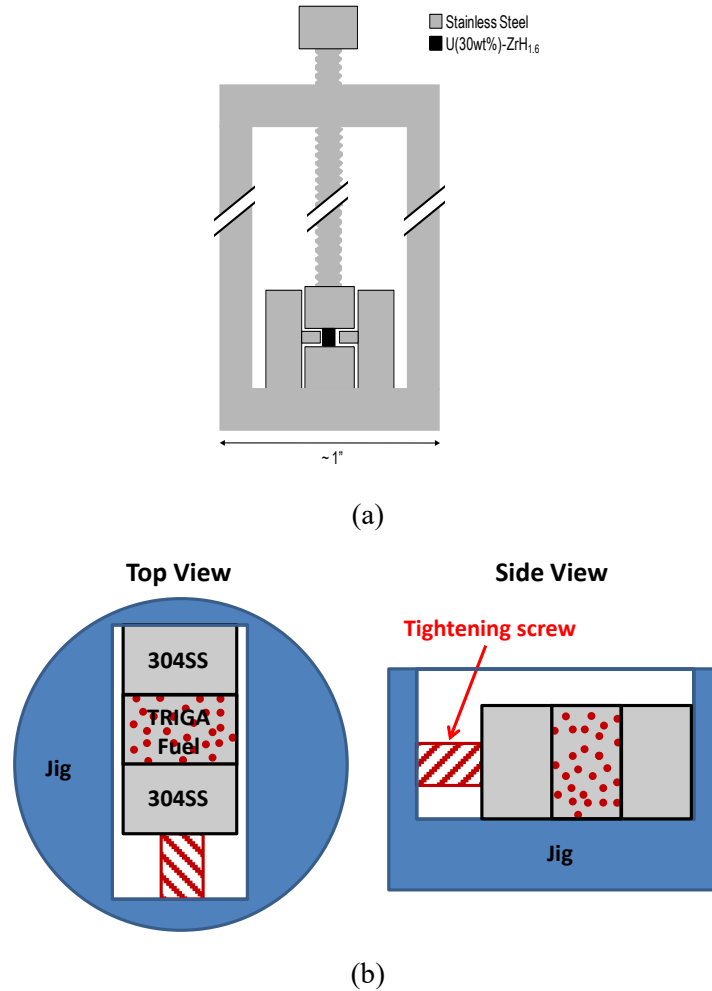 Stainless Steel
U(30wt%)-ZrH1.6
~ 1"
(a)
Top View
Side View
Tightening screw
304SS
TRIGA
Fuel
Jig
304SS
Jig
(b)